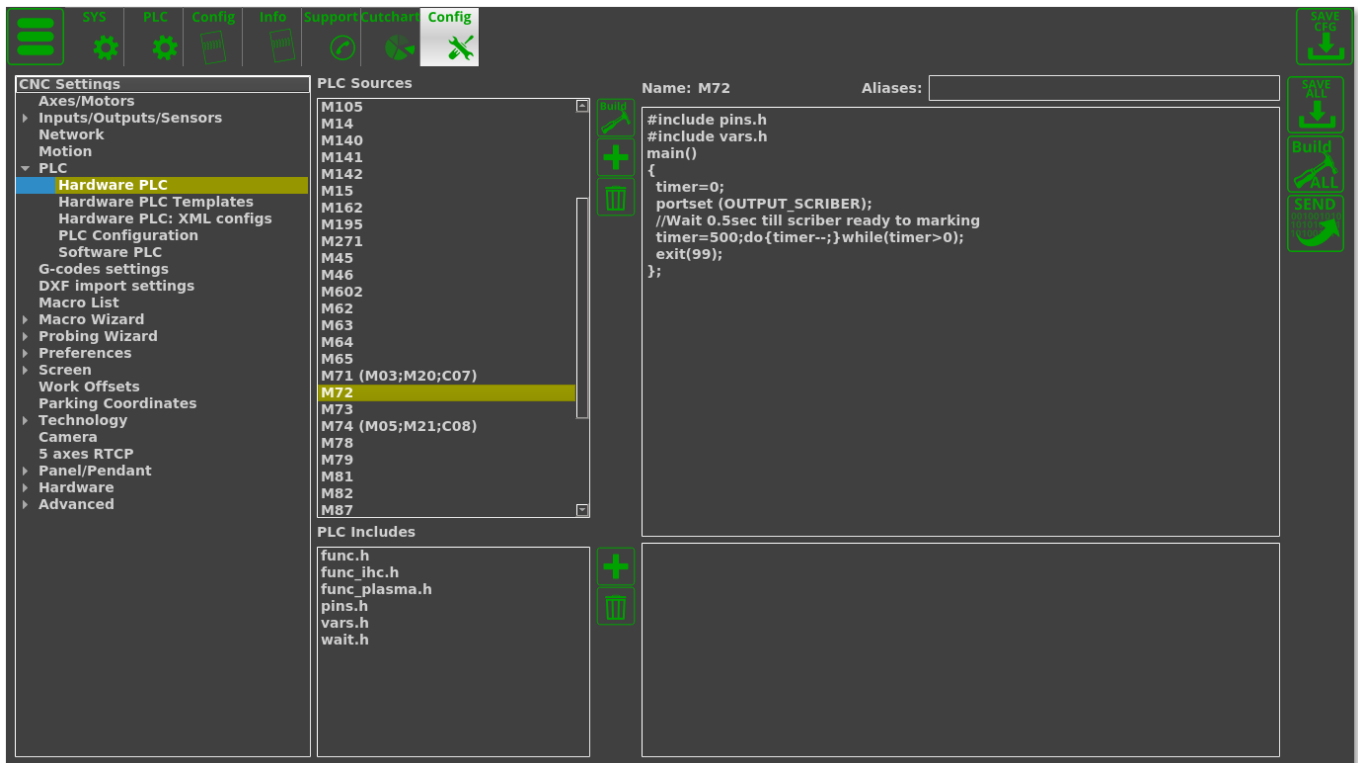 SYS
PLC
Config
Info
Support
Cutchart
Config
SAVE
CFG
CNC Settings
Axes/Motors
Inputs/Outputs/Sensors
Network
Motion
PLC
Hardware PLC
Hardware PLC Templates
Hardware PLC: XML configs
PLC Configuration
Software PLC
G-codes settings
DXF import settings
Macro List
Macro Wizard
Probing Wizard
Preferences
Screen
Work Offsets
Parking Coordinates
Technology
Camera
5 axes RTCP
Panel/Pendant
Hardware
Advanced
PLC Sources
M105
M14
M140
M141
M142
M15
M162
M195
M271
M45
M46
M602
M62
M63
M64
M65
M71 (M03;M20;C07)
M72
M73
M74 (M05;M21;C08)
M78
M79
M81
M82
M87
PLC Includes
func.h
func_ihc.h
func_plasma.h
pins.h
vars.h
wait.h
Build
Name: M72
Aliases:
#include pins.h
#include vars.h
main()
{
timer=0;
portset (OUTPUT_SCRIBER);
//Wait 0.5sec till scriber ready to marking
timer=500;do{timer--;}while(timer>0);
exit(99);
};
SAVE
ALL
Build
ALL
SEND